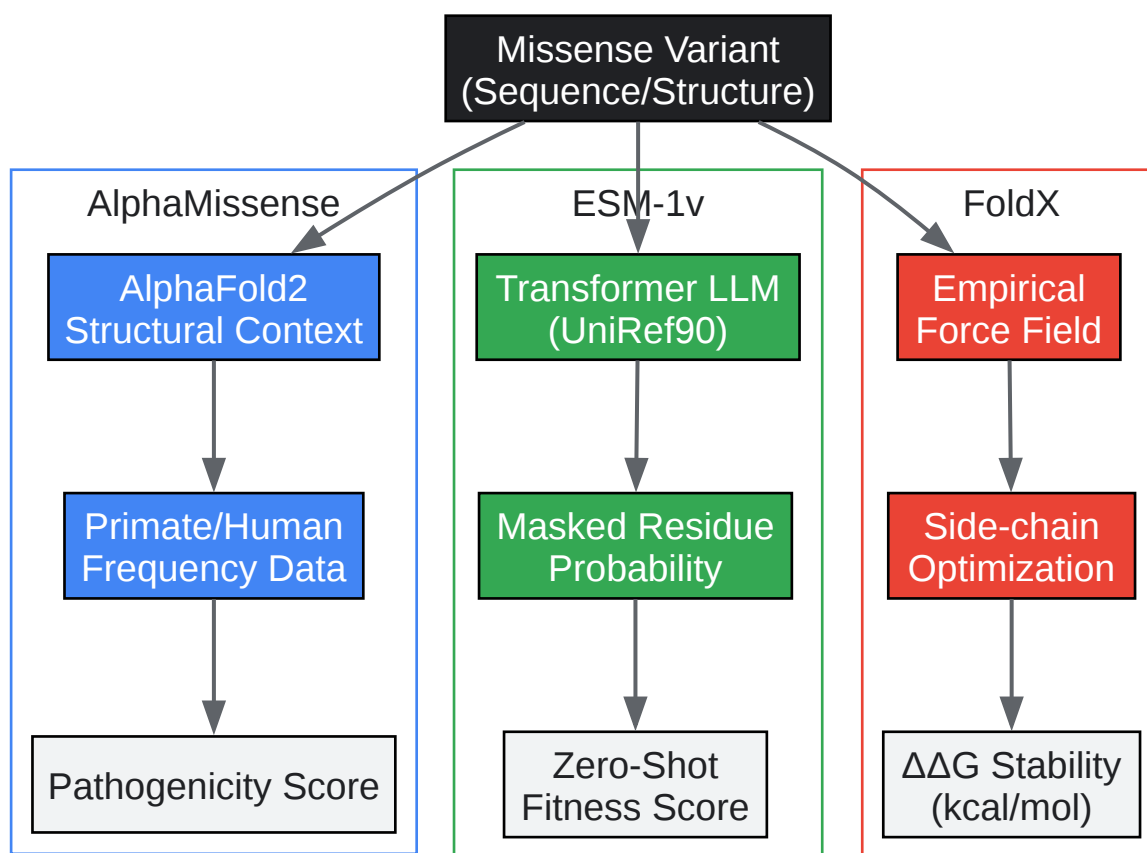 Missense Variant
(Sequence/Structure)
AlphaMissense
AlphaFold2
Structural Context
Primate/Human
Frequency Data
Pathogenicity Score
ESM-1v
Transformer LLM
(UniRef90)
Masked Residue
Probability
Zero-Shot
Fitness Score
FoldX
Empirical
Force Field
Side-chain
Optimization
ΔΔG Stability
(kcal/mol)